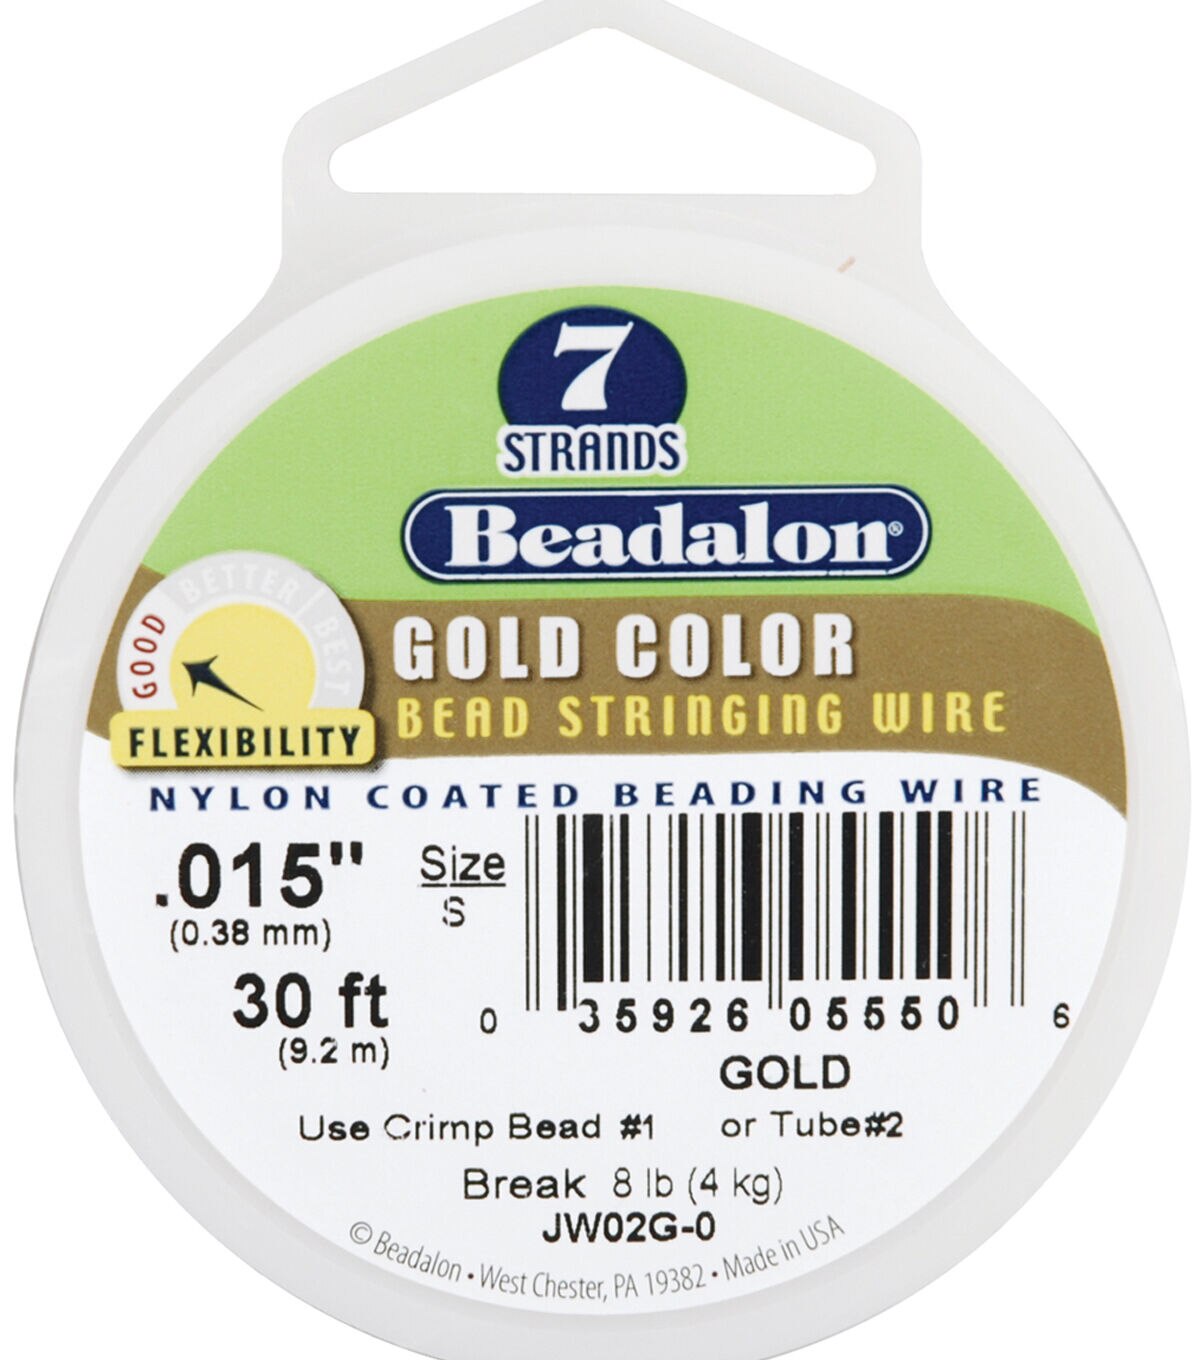 7
STRANDS
Beadalon®
GOOD BETTER BEST
FLEXIBILITY
GOLD COLOR
BEAD STRINGING WIRE
NYLON COATED BEADING WIRE
.015"
(0.38 mm)
Size
S
30 ft
(9.2 m)
0 35926 05550 6
GOLD
Use Crimp Bead #1 or Tube#2
Break 8 lb (4 kg)
JW02G-0
© Beadalon • West Chester, PA 19382 • Made in USA